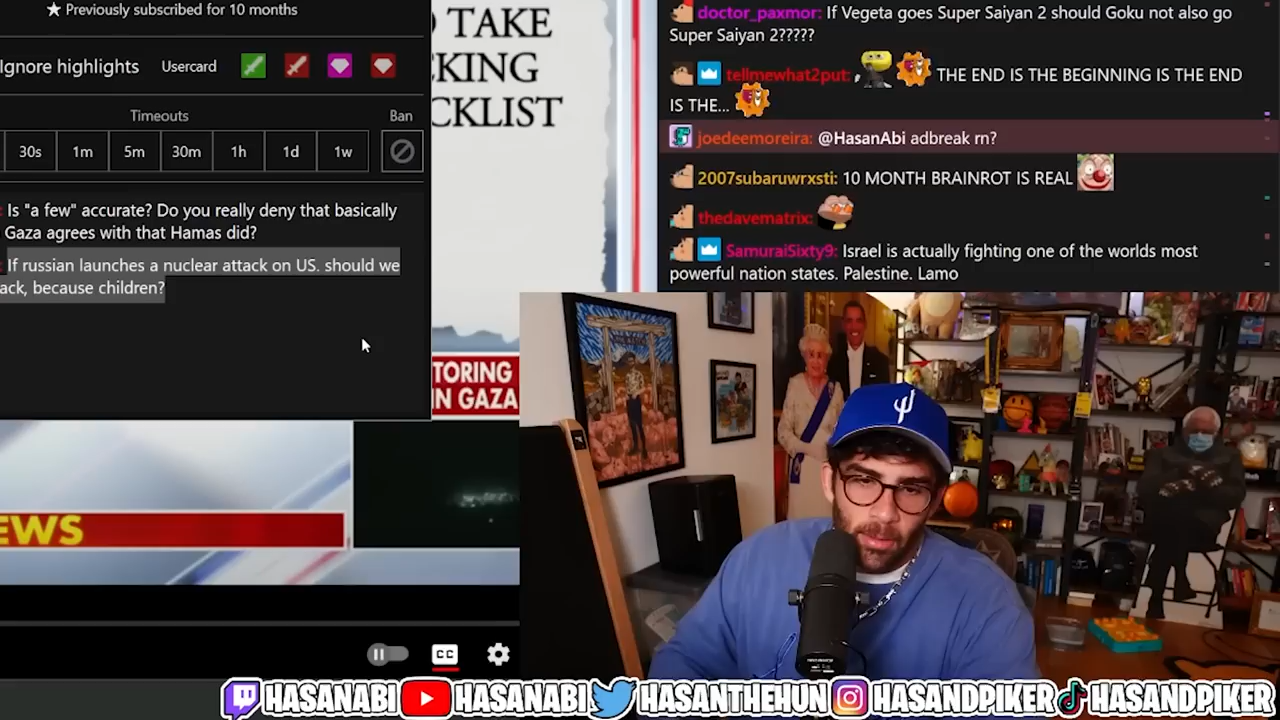 ★ Previously subscribed for 10 months
Ignore highlights
Usercard
Timeouts
Ban
30s
1m
5m
30m
1h
1d
1w
Is "a few" accurate? Do you really deny that basically
Gaza agrees with that Hamas did?
If russian launches a nuclear attack on US. should we
ack, because children?
TAKE
KING
CKLIST
TORING
IN GAZA
EWS
CC
doctor_paxmor: If Vegeta goes Super Saiyan 2 should Goku not also go
Super Saiyan 2?????
tellmewhat2put: THE END IS THE BEGINNING IS THE END
IS THE...
joedeemoreira: @HasanAbi adbreak rn?
2007subaruwrxsti: 10 MONTH BRAINROT IS REAL
thedavematrix:
SamuraiSixty9: Israel is actually fighting one of the worlds most
powerful nation states. Palestine. Lamo
HASANABI HASANABI HASANTHEHUN HASANDPIKER HASANDPIKER